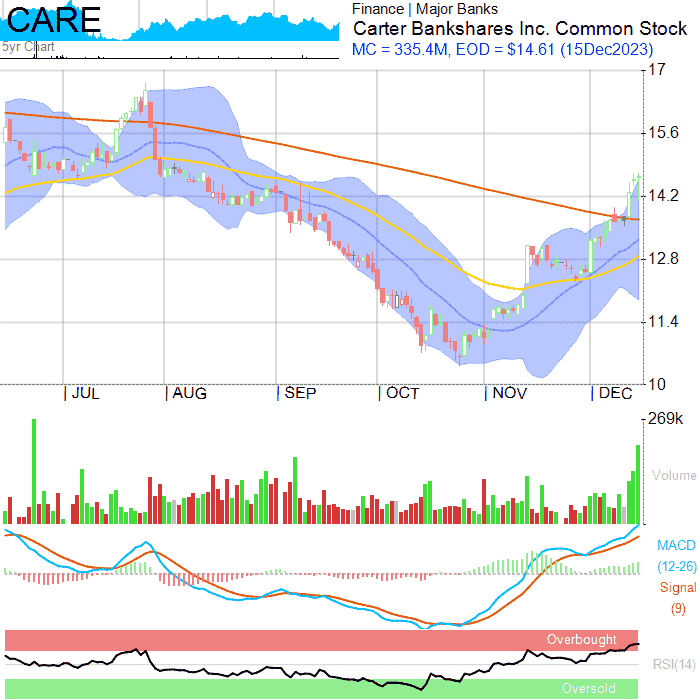 CARE
5yr Chart
Finance | Major Banks
Carter Bankshares Inc. Common Stock
MC = 335.4M, EOD = $14.61 (15Dec2023)
17
15.6
14.2
12.8
11.4
10
JUL AUG SEP OCT NOV DEC
269k
Volume
MACD
(12-26)
Signal
(9)
Overbought
RSI(14)
Oversold